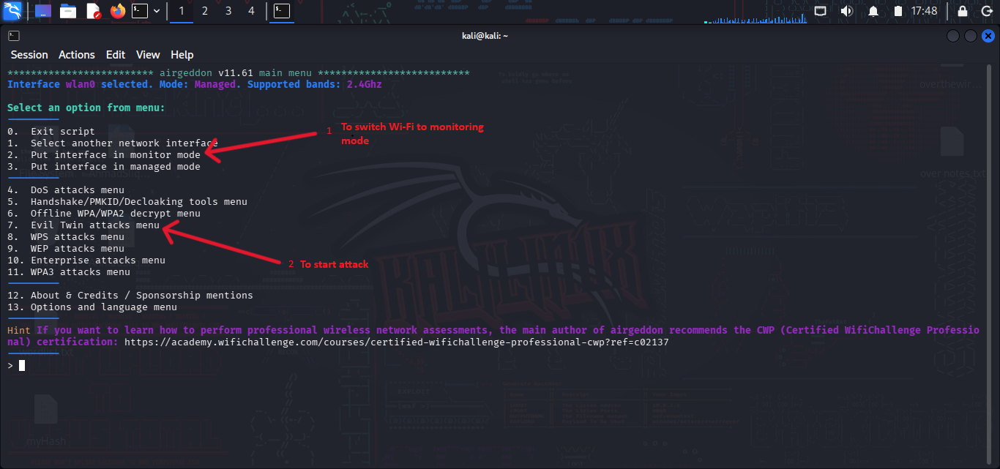 17:48
1 2 3 4
kali@kali: ~
Session Actions Edit View Help
************************* airgeddon v11.61 main menu **************************
Interface wlan0 selected. Mode: Managed. Supported bands: 2.4Ghz
Select an option from menu:
0. Exit script
1. Select another network interface
2. Put interface in monitor mode
3. Put interface in managed mode
1 To switch Wi-Fi to monitoring
mode
4. DoS attacks menu
5. Handshake/PMKID/Decloaking tools menu
6. Offline WPA/WPA2 decrypt menu
7. Evil Twin attacks menu
8. WPS attacks menu
9. WEP attacks menu
10. Enterprise attacks menu
11. WPA3 attacks menu
2 To start attack
12. About & Credits / Sponsorship mentions
13. Options and language menu
Hint If you want to learn how to perform professional wireless network assessments, the main author of airgeddon recommends the CWP (Certified WifiChallenge Professio
nal) certification: https://academy.wifichallenge.com/courses/certified-wifichallenge-professional-cwp?ref=c02137
>
overthewir...
over notes.txt
KALI LINUX
myHash